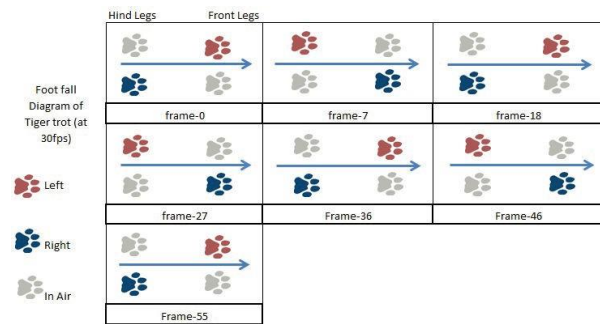 Hind Legs Front Legs
Foot fall
Diagram of
Tiger trot (at
30fps)
frame-0 frame-7 frame-18
Left
frame-27 Frame-36 Frame-46
Right
In Air
Frame-55